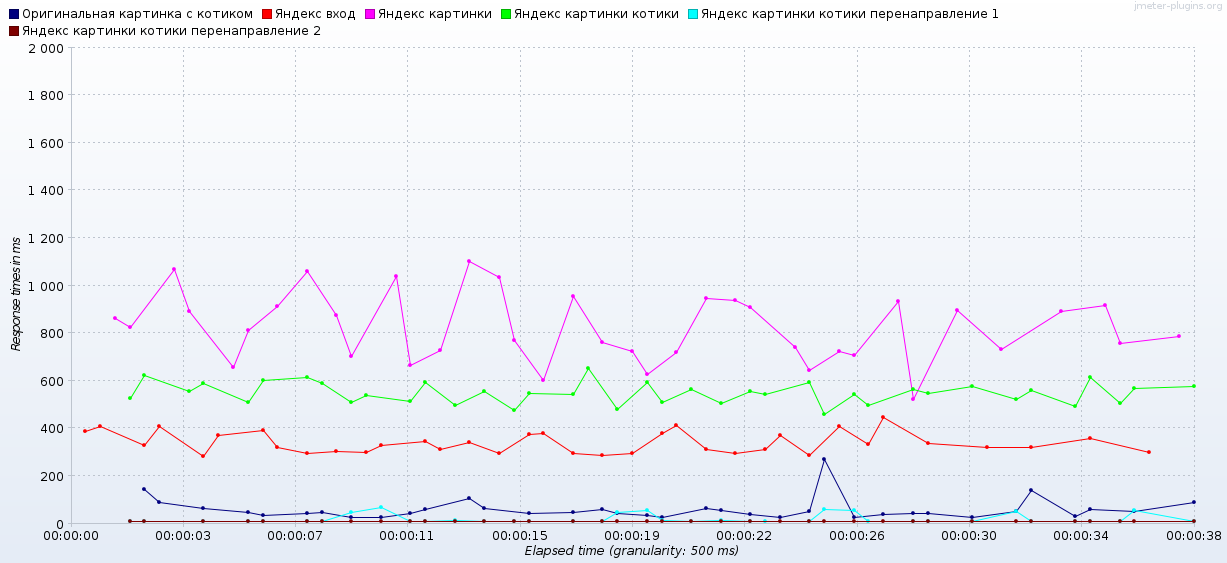 Оригинальная картинка с котиком Яндекс вход Яндекс картинки Яндекс картинки котики Яндекс картинки котики перенаправление 1
jmeter-plugins.org
Яндекс картинки котики перенаправление 2
2 000
1 800
1 600
1 400
1 200
1 000
800
600
400
200
0
Response times in ms
00:00:00 00:00:03 00:00:07 00:00:11 00:00:15 00:00:19 00:00:22 00:00:26 00:00:30 00:00:34 00:00:38
Elapsed time (granularity: 500 ms)